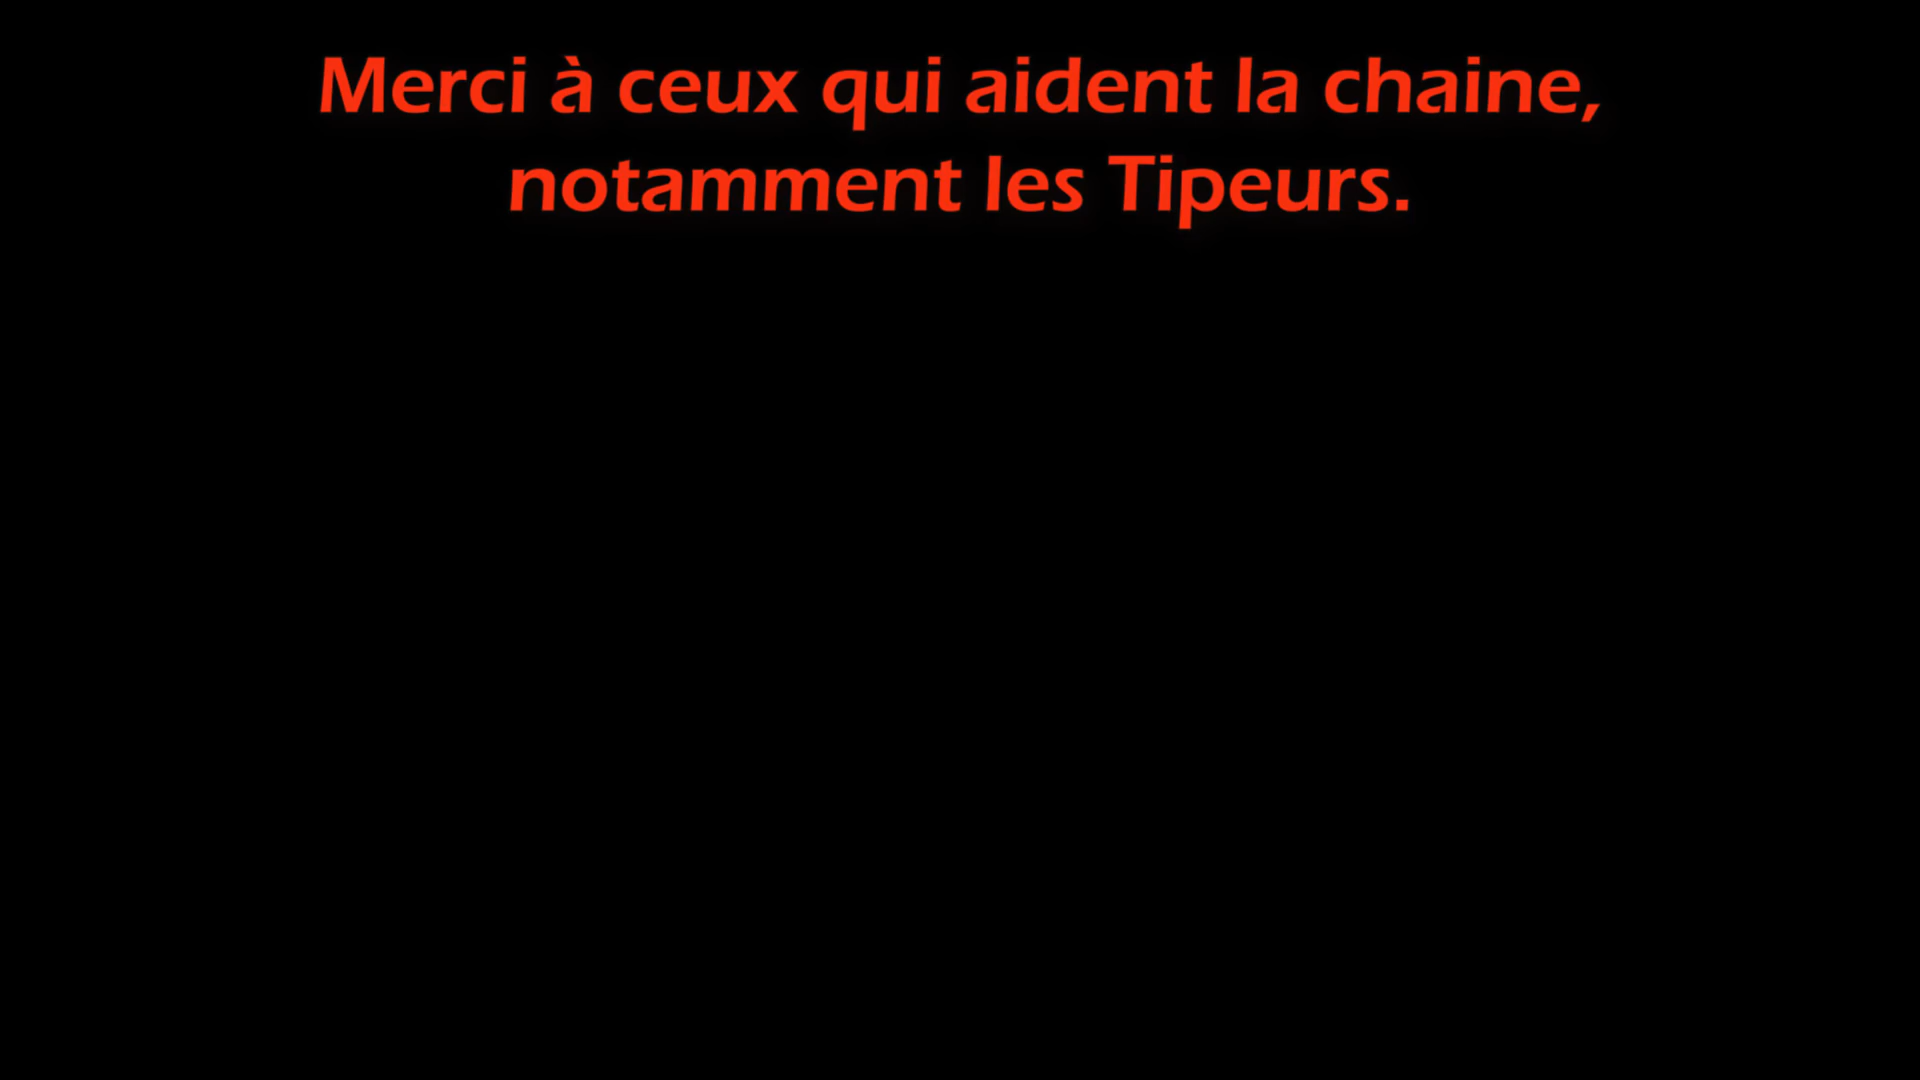 Merci à ceux qui aident la chaine,
notamment les Tipeurs.